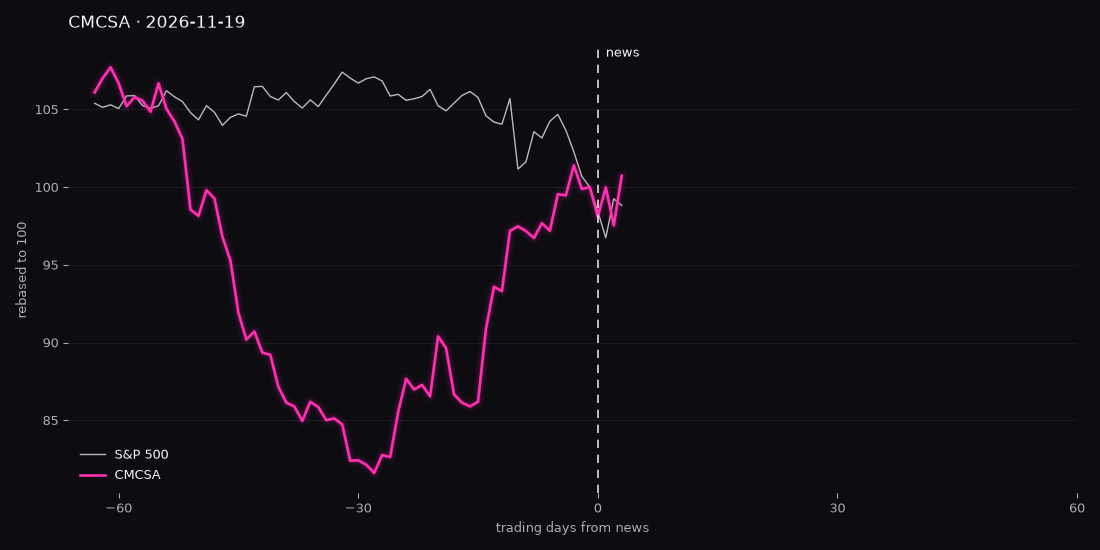 CMCSA · 2026-11-19
news
rebased to 100
105
100
95
90
85
S&P 500
CMCSA
−60
−30
0
30
60
trading days from news